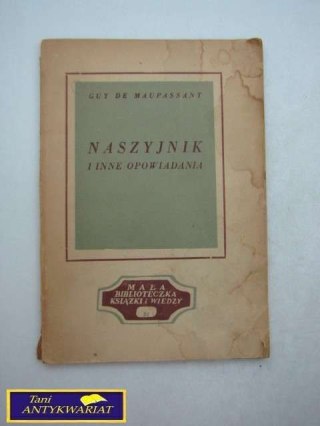 GUY DE MAUPASSANT
NASZYJNIK
I INNE OPOWIADANIA
MAŁA
BIBLIOTECZKA
KSIĄŻKI i WIEDZY
Tani
ANTYKWARIAT